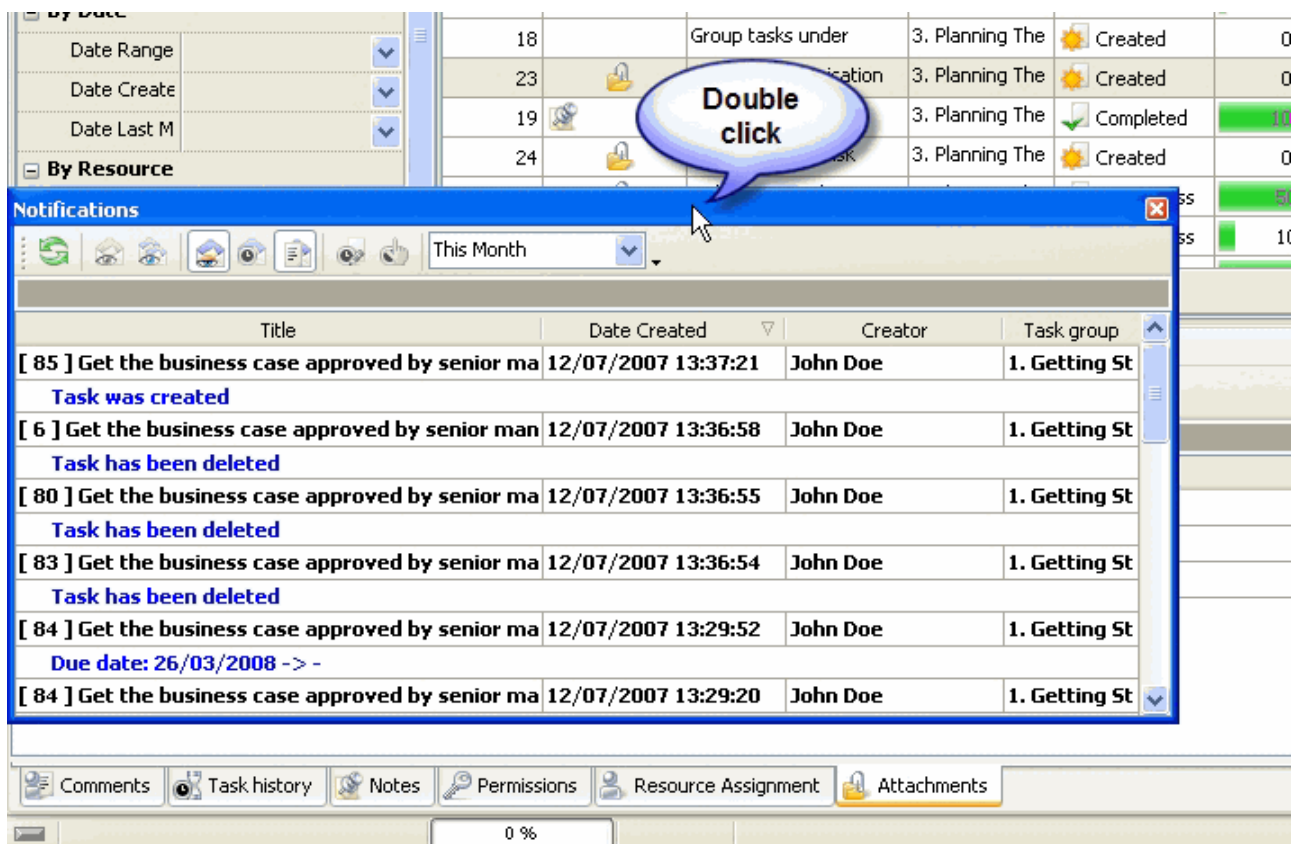 By Date
18 Group tasks under 3. Planning The Created 0
Date Range
23 3. Planning The Created 0
Date Create
Double
click
19 3. Planning The Completed 10
Date Last M
24 3. Planning The Created 0
By Resource
Notifications
50
This Month
10
Title Date Created Creator Task group
[ 85 ] Get the business case approved by senior ma 12/07/2007 13:37:21 John Doe 1. Getting St
Task was created
[ 6 ] Get the business case approved by senior man 12/07/2007 13:36:58 John Doe 1. Getting St
Task has been deleted
[ 80 ] Get the business case approved by senior ma 12/07/2007 13:36:55 John Doe 1. Getting St
Task has been deleted
[ 83 ] Get the business case approved by senior ma 12/07/2007 13:36:54 John Doe 1. Getting St
Task has been deleted
[ 84 ] Get the business case approved by senior ma 12/07/2007 13:29:52 John Doe 1. Getting St
Due date: 26/03/2008 -> -
[ 84 ] Get the business case approved by senior ma 12/07/2007 13:29:20 John Doe 1. Getting St
Comments Task history Notes Permissions Resource Assignment Attachments
0 %